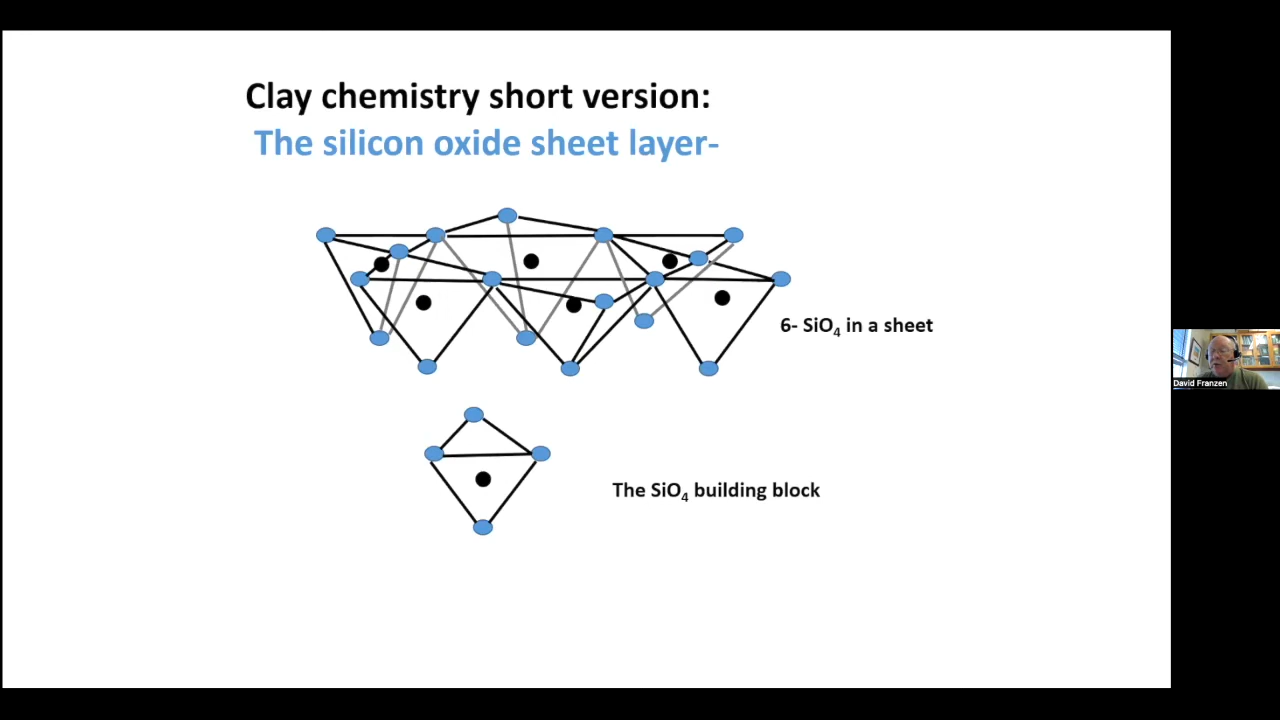 Clay chemistry short version:
The silicon oxide sheet layer-
6- SiO₄ in a sheet
David Franzen
The SiO₄ building block